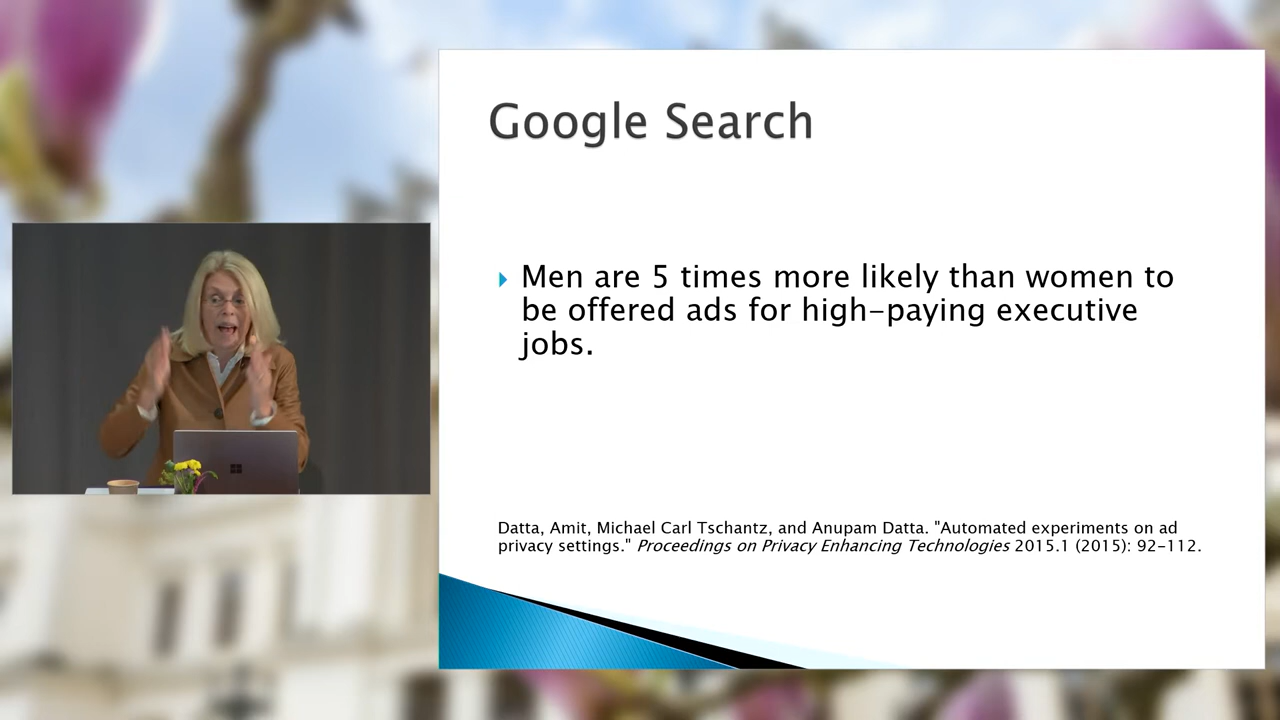 Google Search
Men are 5 times more likely than women to
be offered ads for high-paying executive
jobs.
Datta, Amit, Michael Carl Tschantz, and Anupam Datta. "Automated experiments on ad
privacy settings." Proceedings on Privacy Enhancing Technologies 2015.1 (2015): 92-112.